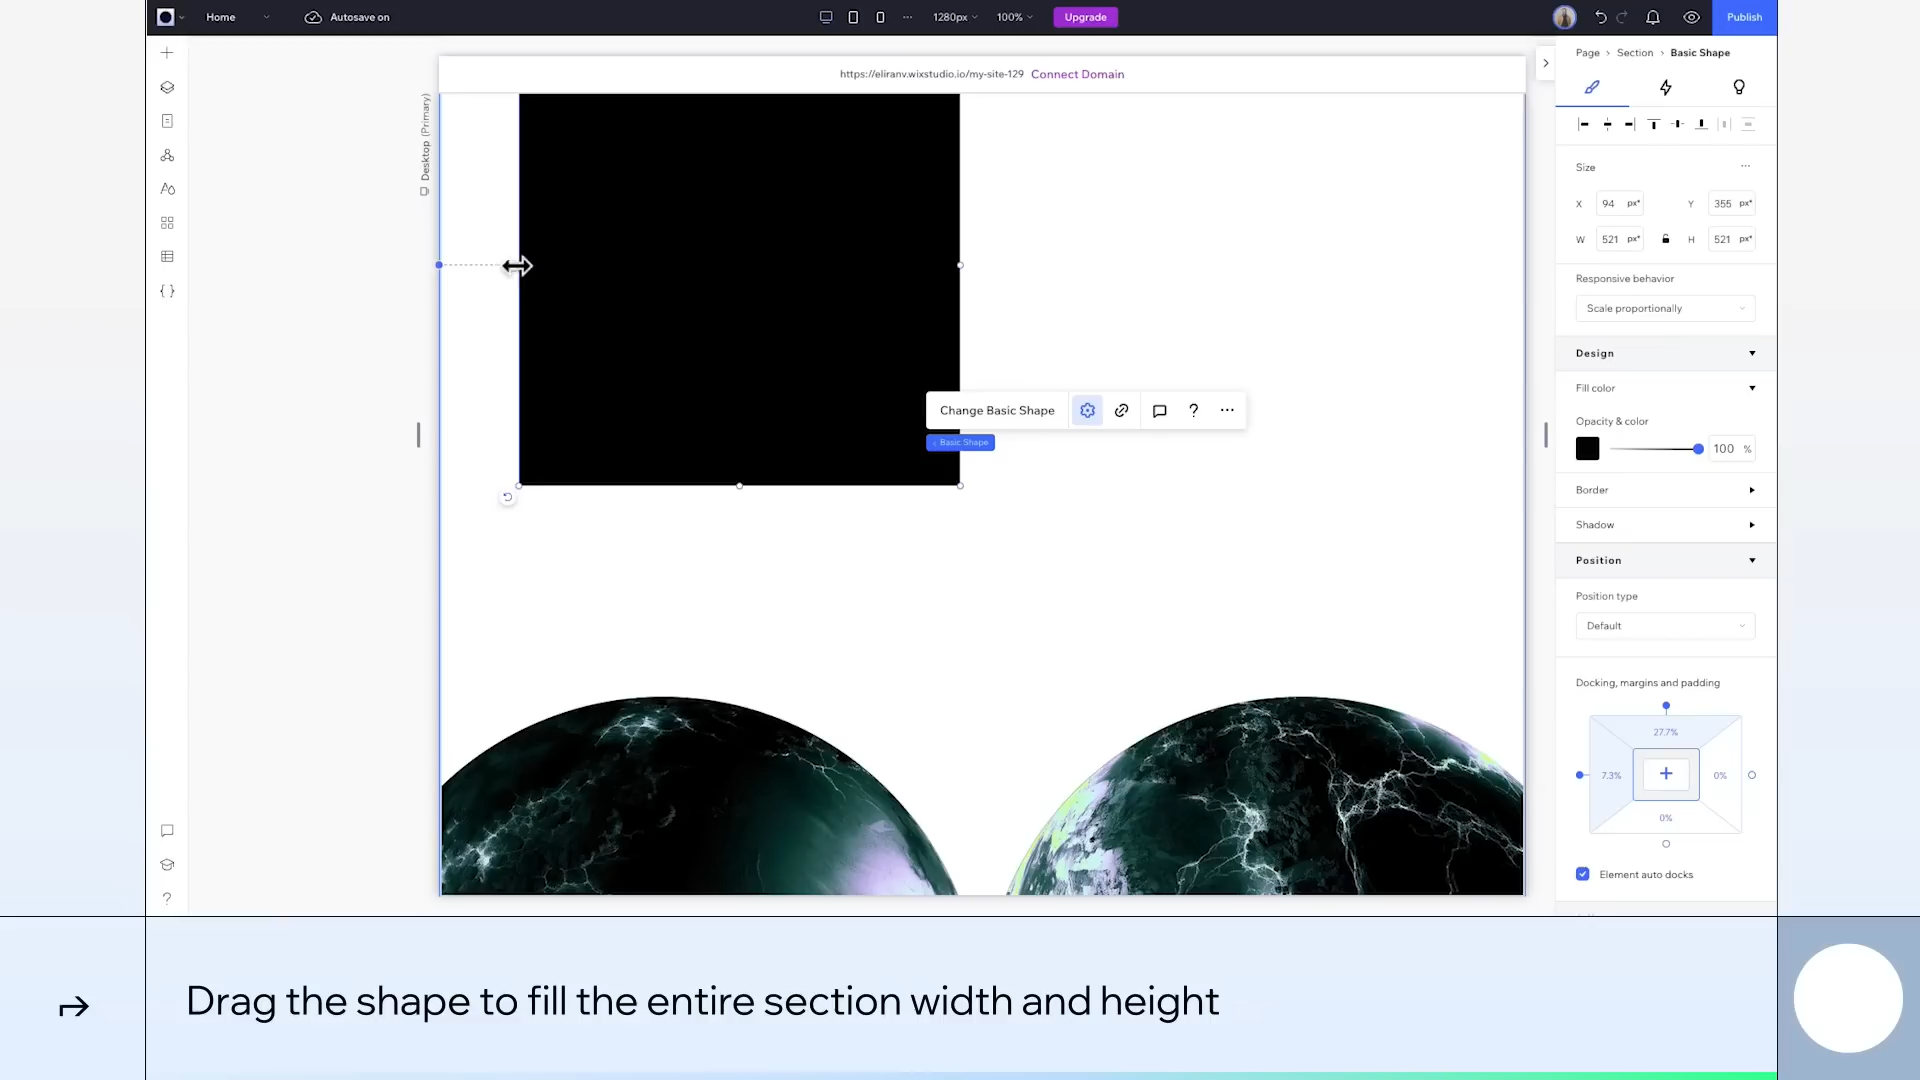 Home
Autosave on
1280px
100%
Upgrade
Publish
https://eliranv.wixstudio.io/my-site-129 Connect Domain
Desktop (Primary)
Page > Section > Basic Shape
Size
X 94 px* Y 355 px*
W 521 px* H 521 px*
Responsive behavior
Scale proportionally
Design
Fill color
Opacity & color
100 %
Border
Shadow
Position
Position type
Default
Docking, margins and padding
27.7%
7.3%
0%
0%
Element auto docks
Change Basic Shape
?
‹ Basic Shape
?
Drag the shape to fill the entire section width and height